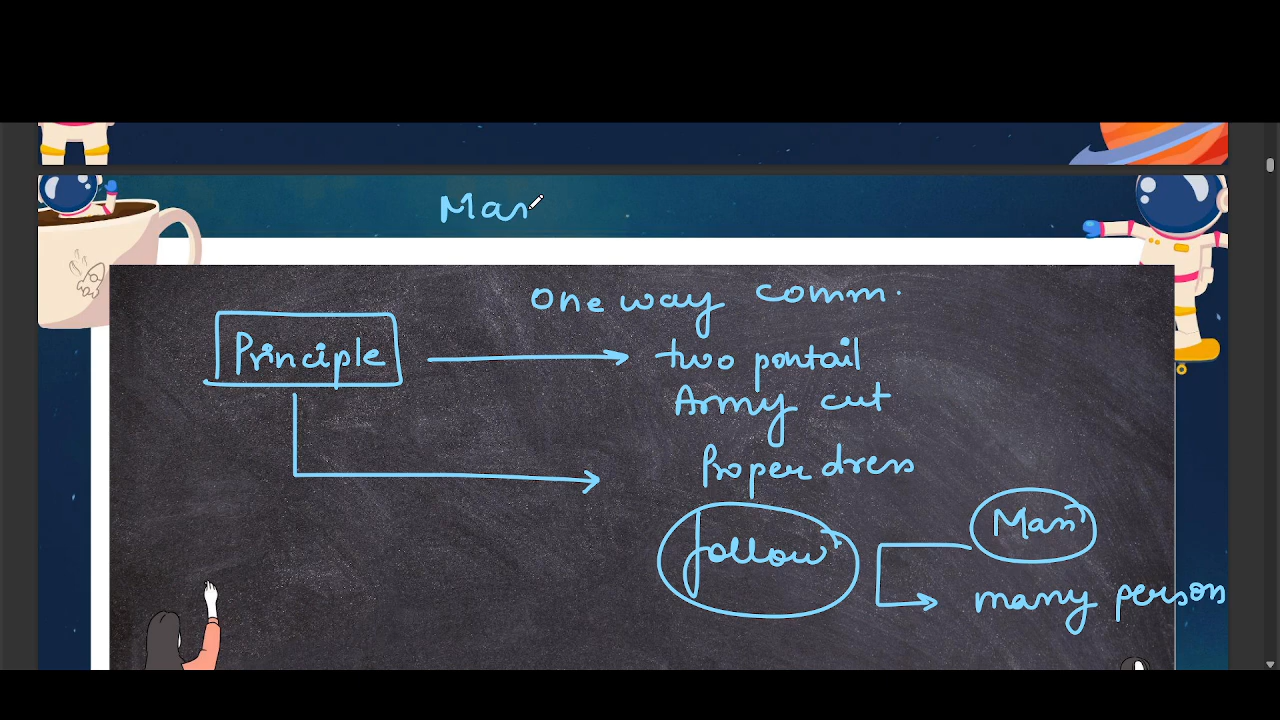 Man
One way comm.
Principle
two pontail
Army cut
Proper dress
follow
Man
many person